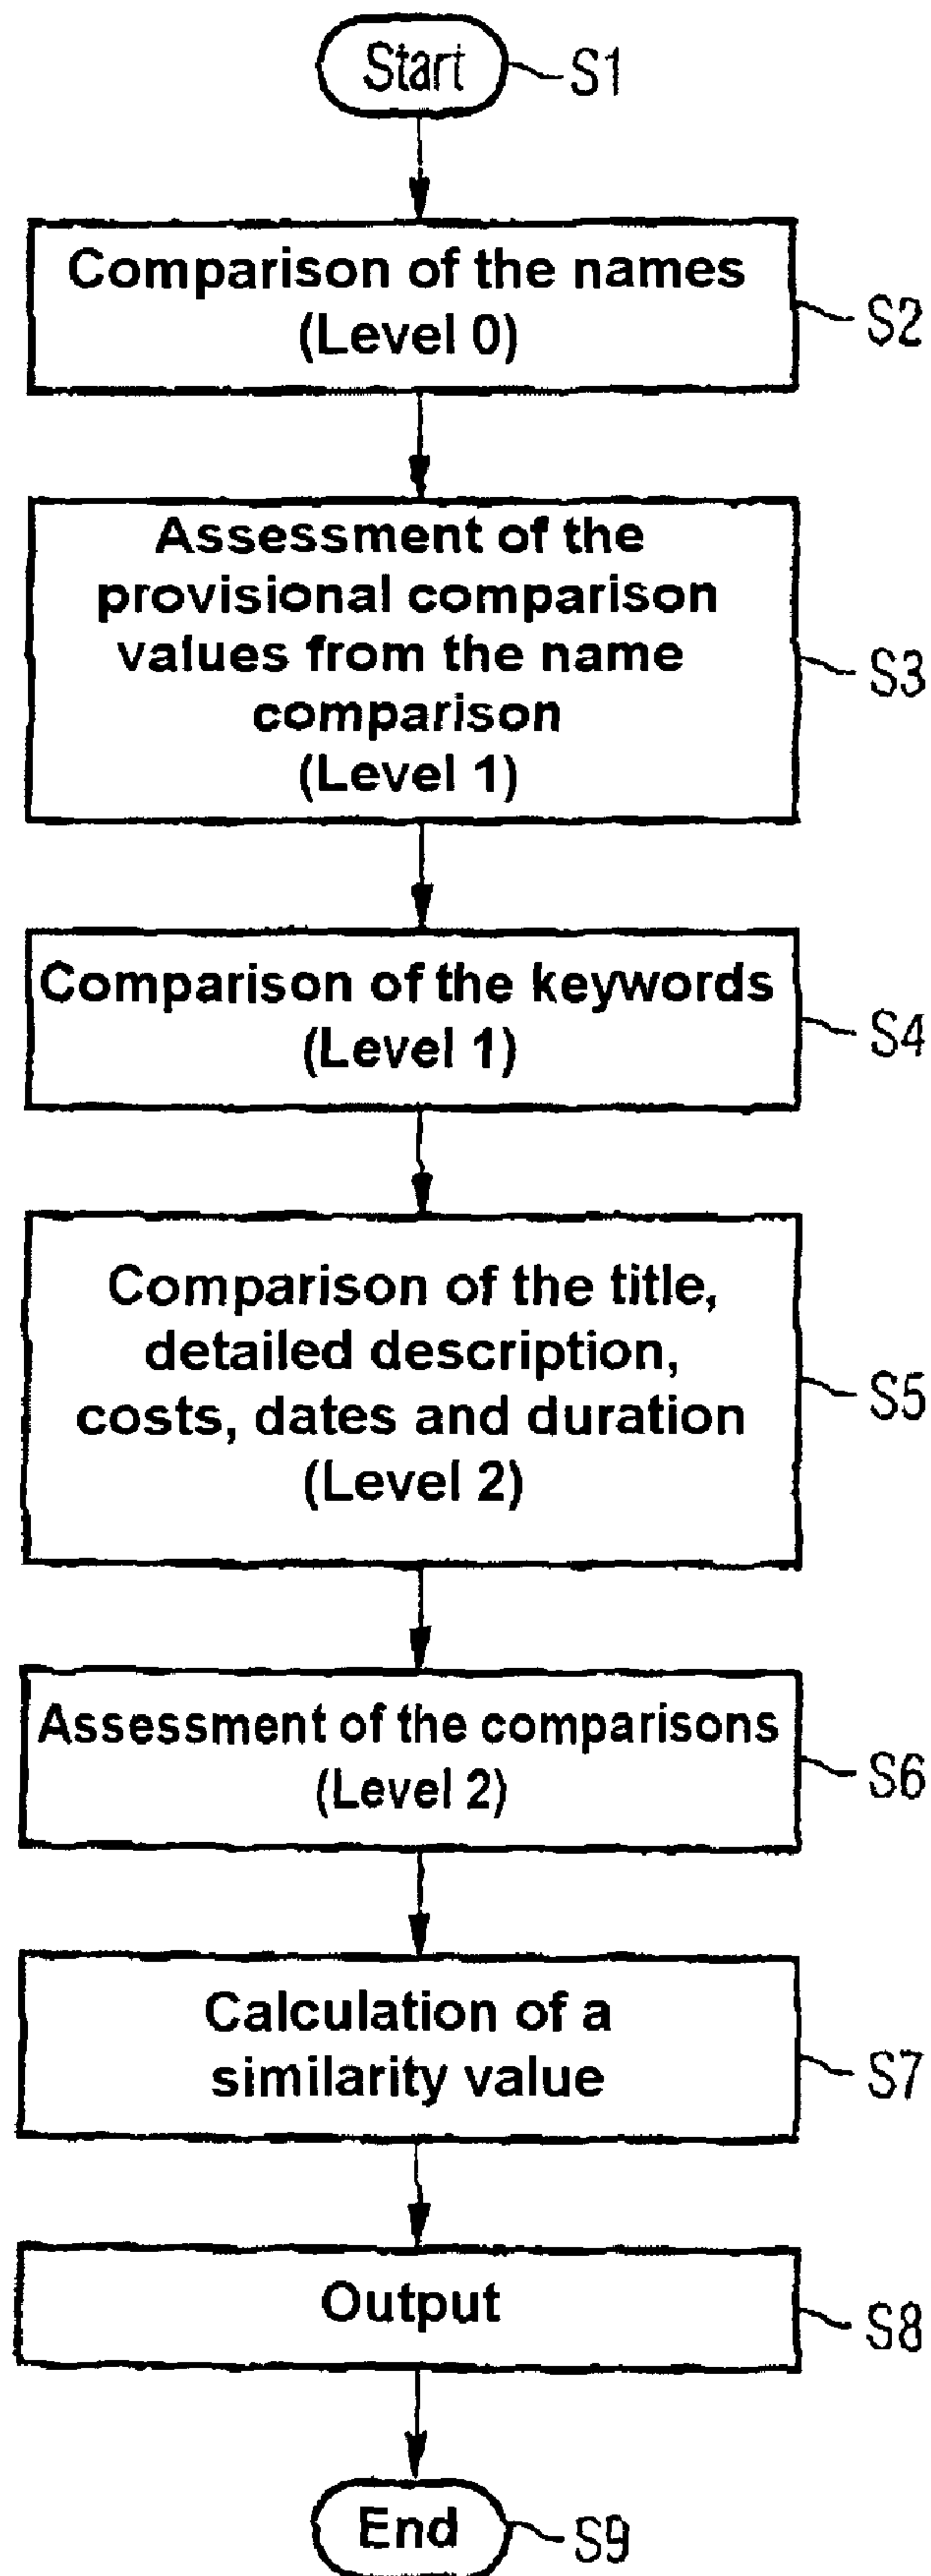 Start
S1
Comparison of the names
(Level 0)
S2
Assessment of the
provisional comparison
values from the name
comparison
(Level 1)
S3
Comparison of the keywords
(Level 1)
S4
Comparison of the title,
detailed description,
costs, dates and duration
(Level 2)
S5
Assessment of the comparisons
(Level 2)
S6
Calculation of a
similarity value
S7
Output
S8
End
S9